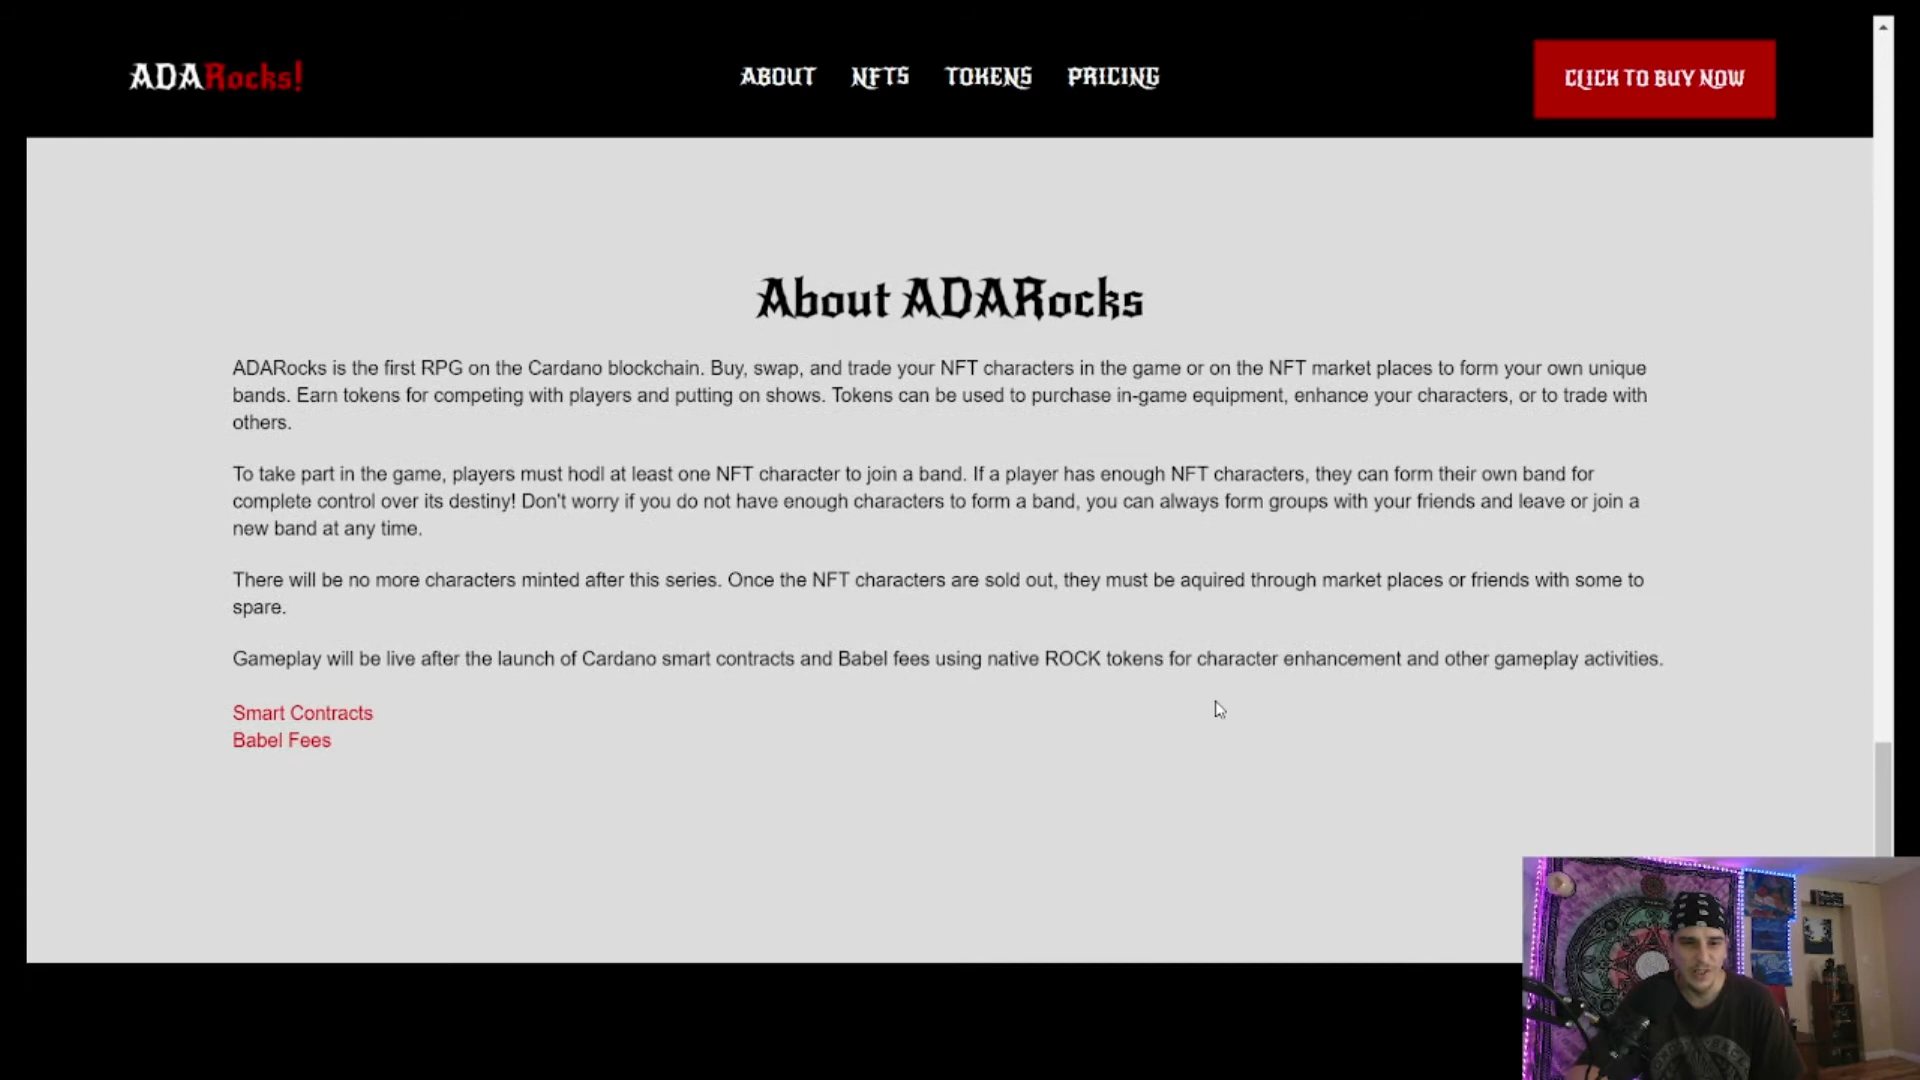 ADARocks!
ABOUT NFTS TOKENS PRICING
CLICK TO BUY NOW
About ADARocks
ADARocks is the first RPG on the Cardano blockchain. Buy, swap, and trade your NFT characters in the game or on the NFT market places to form your own unique
bands. Earn tokens for competing with players and putting on shows. Tokens can be used to purchase in-game equipment, enhance your characters, or to trade with
others.
To take part in the game, players must hodl at least one NFT character to join a band. If a player has enough NFT characters, they can form their own band for
complete control over its destiny! Don't worry if you do not have enough characters to form a band, you can always form groups with your friends and leave or join a
new band at any time.
There will be no more characters minted after this series. Once the NFT characters are sold out, they must be aquired through market places or friends with some to
spare.
Gameplay will be live after the launch of Cardano smart contracts and Babel fees using native ROCK tokens for character enhancement and other gameplay activities.
Smart Contracts
Babel Fees